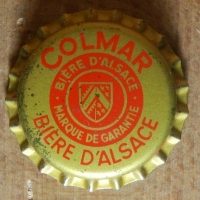 COLMAR
BIÈRE D'ALSACE
MARQUE DE GARANTIE
BIÈRE D'ALSACE